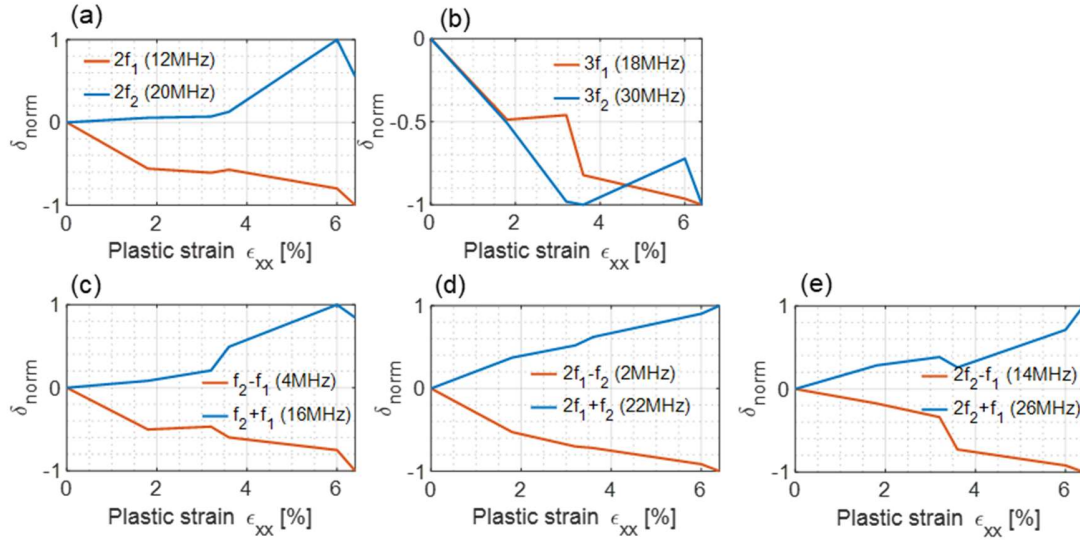 (a)
1
0
-1
δnorm
2f1 (12MHz)
2f2 (20MHz)
0 2 4 6
Plastic strain ϵxx [%]
(b)
0
-0.5
-1
δnorm
3f1 (18MHz)
3f2 (30MHz)
0 2 4 6
Plastic strain ϵxx [%]
(c)
1
0
-1
δnorm
f2-f1 (4MHz)
f2+f1 (16MHz)
0 2 4 6
Plastic strain ϵxx [%]
(d)
1
0
-1
δnorm
2f1-f2 (2MHz)
2f1+f2 (22MHz)
0 2 4 6
Plastic strain ϵxx [%]
(e)
1
0
-1
δnorm
2f2-f1 (14MHz)
2f2+f1 (26MHz)
0 2 4 6
Plastic strain ϵxx [%]